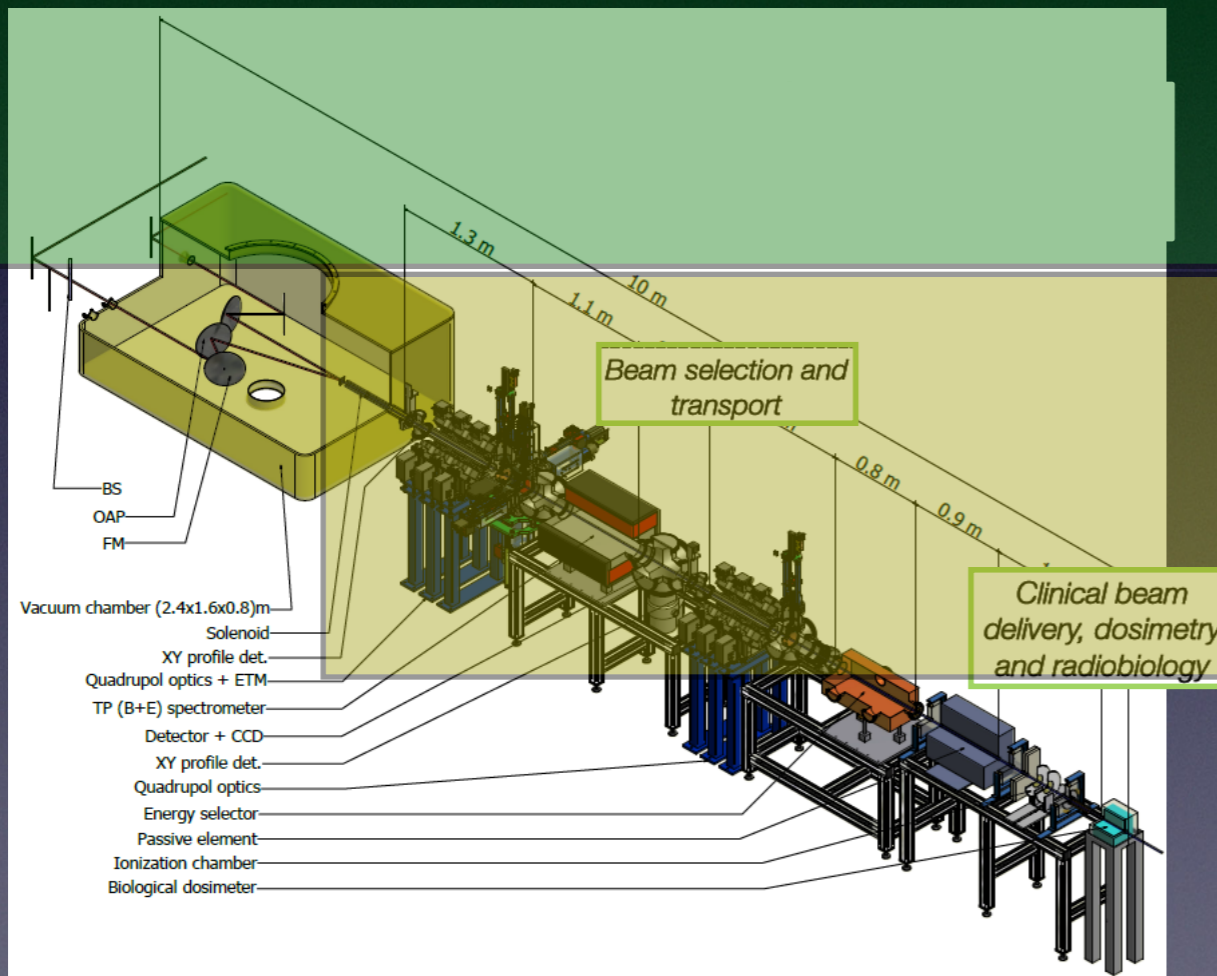 1.3 m
1.1 m
10 m
Beam selection and
transport
0.8 m
0.9 m
Clinical beam
delivery, dosimetry
and radiobiology
BS
OAP
FM
Vacuum chamber (2.4x1.6x0.8)m
Solenoid
XY profile det.
Quadrupol optics + ETM
TP (B+E) spectrometer
Detector + CCD
XY profile det.
Quadrupol optics
Energy selector
Passive element
Ionization chamber
Biological dosimeter